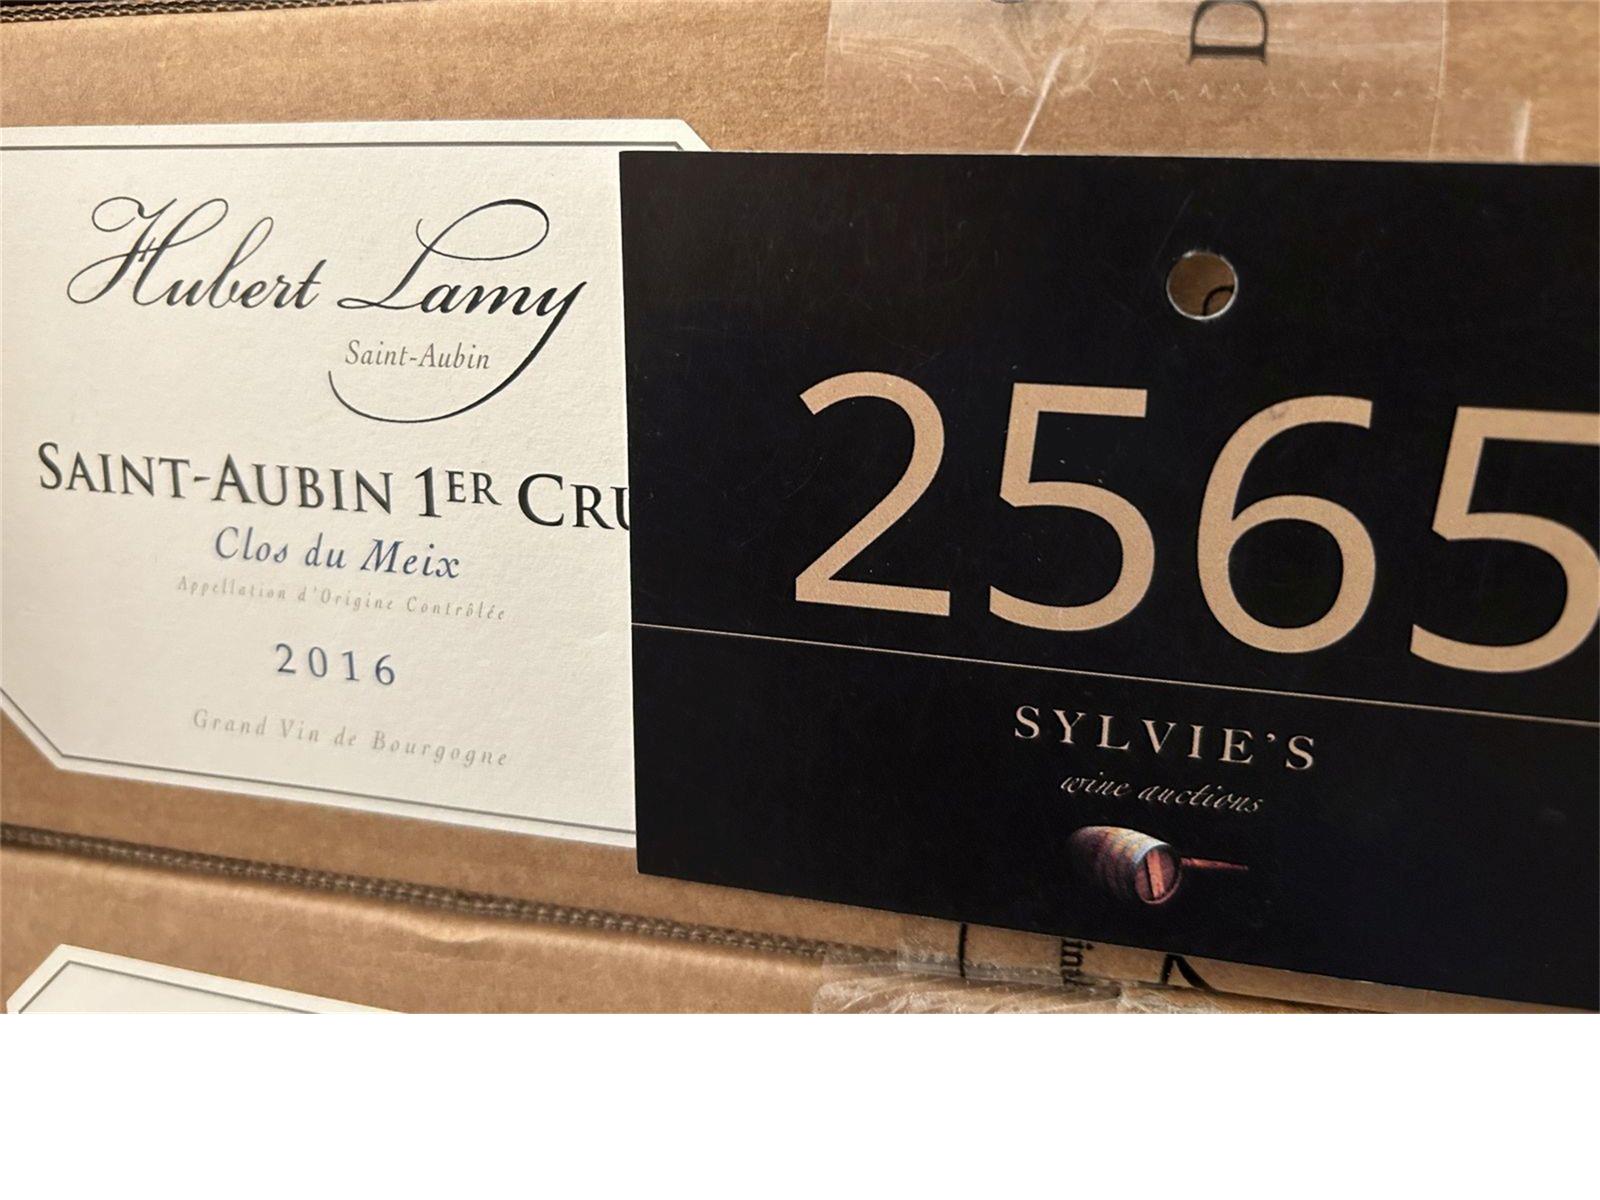 D
Hubert Lamy
Saint-Aubin
SAINT-AUBIN 1ER CRU
Clos du Meix
Appellation d'Origine Contrôlée
2016
Grand Vin de Bourgogne
2565
SYLVIE'S
wine auctions